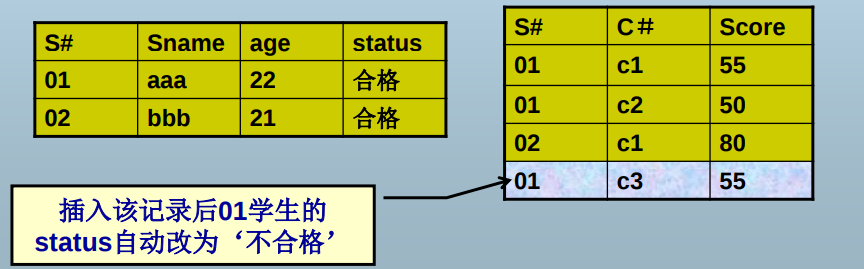 S# Sname age status
01 aaa 22 合格
02 bbb 21 合格
S# C＃ Score
01 c1 55
01 c2 50
02 c1 80
01 c3 55
插入该记录后01学生的
status自动改为‘不合格’